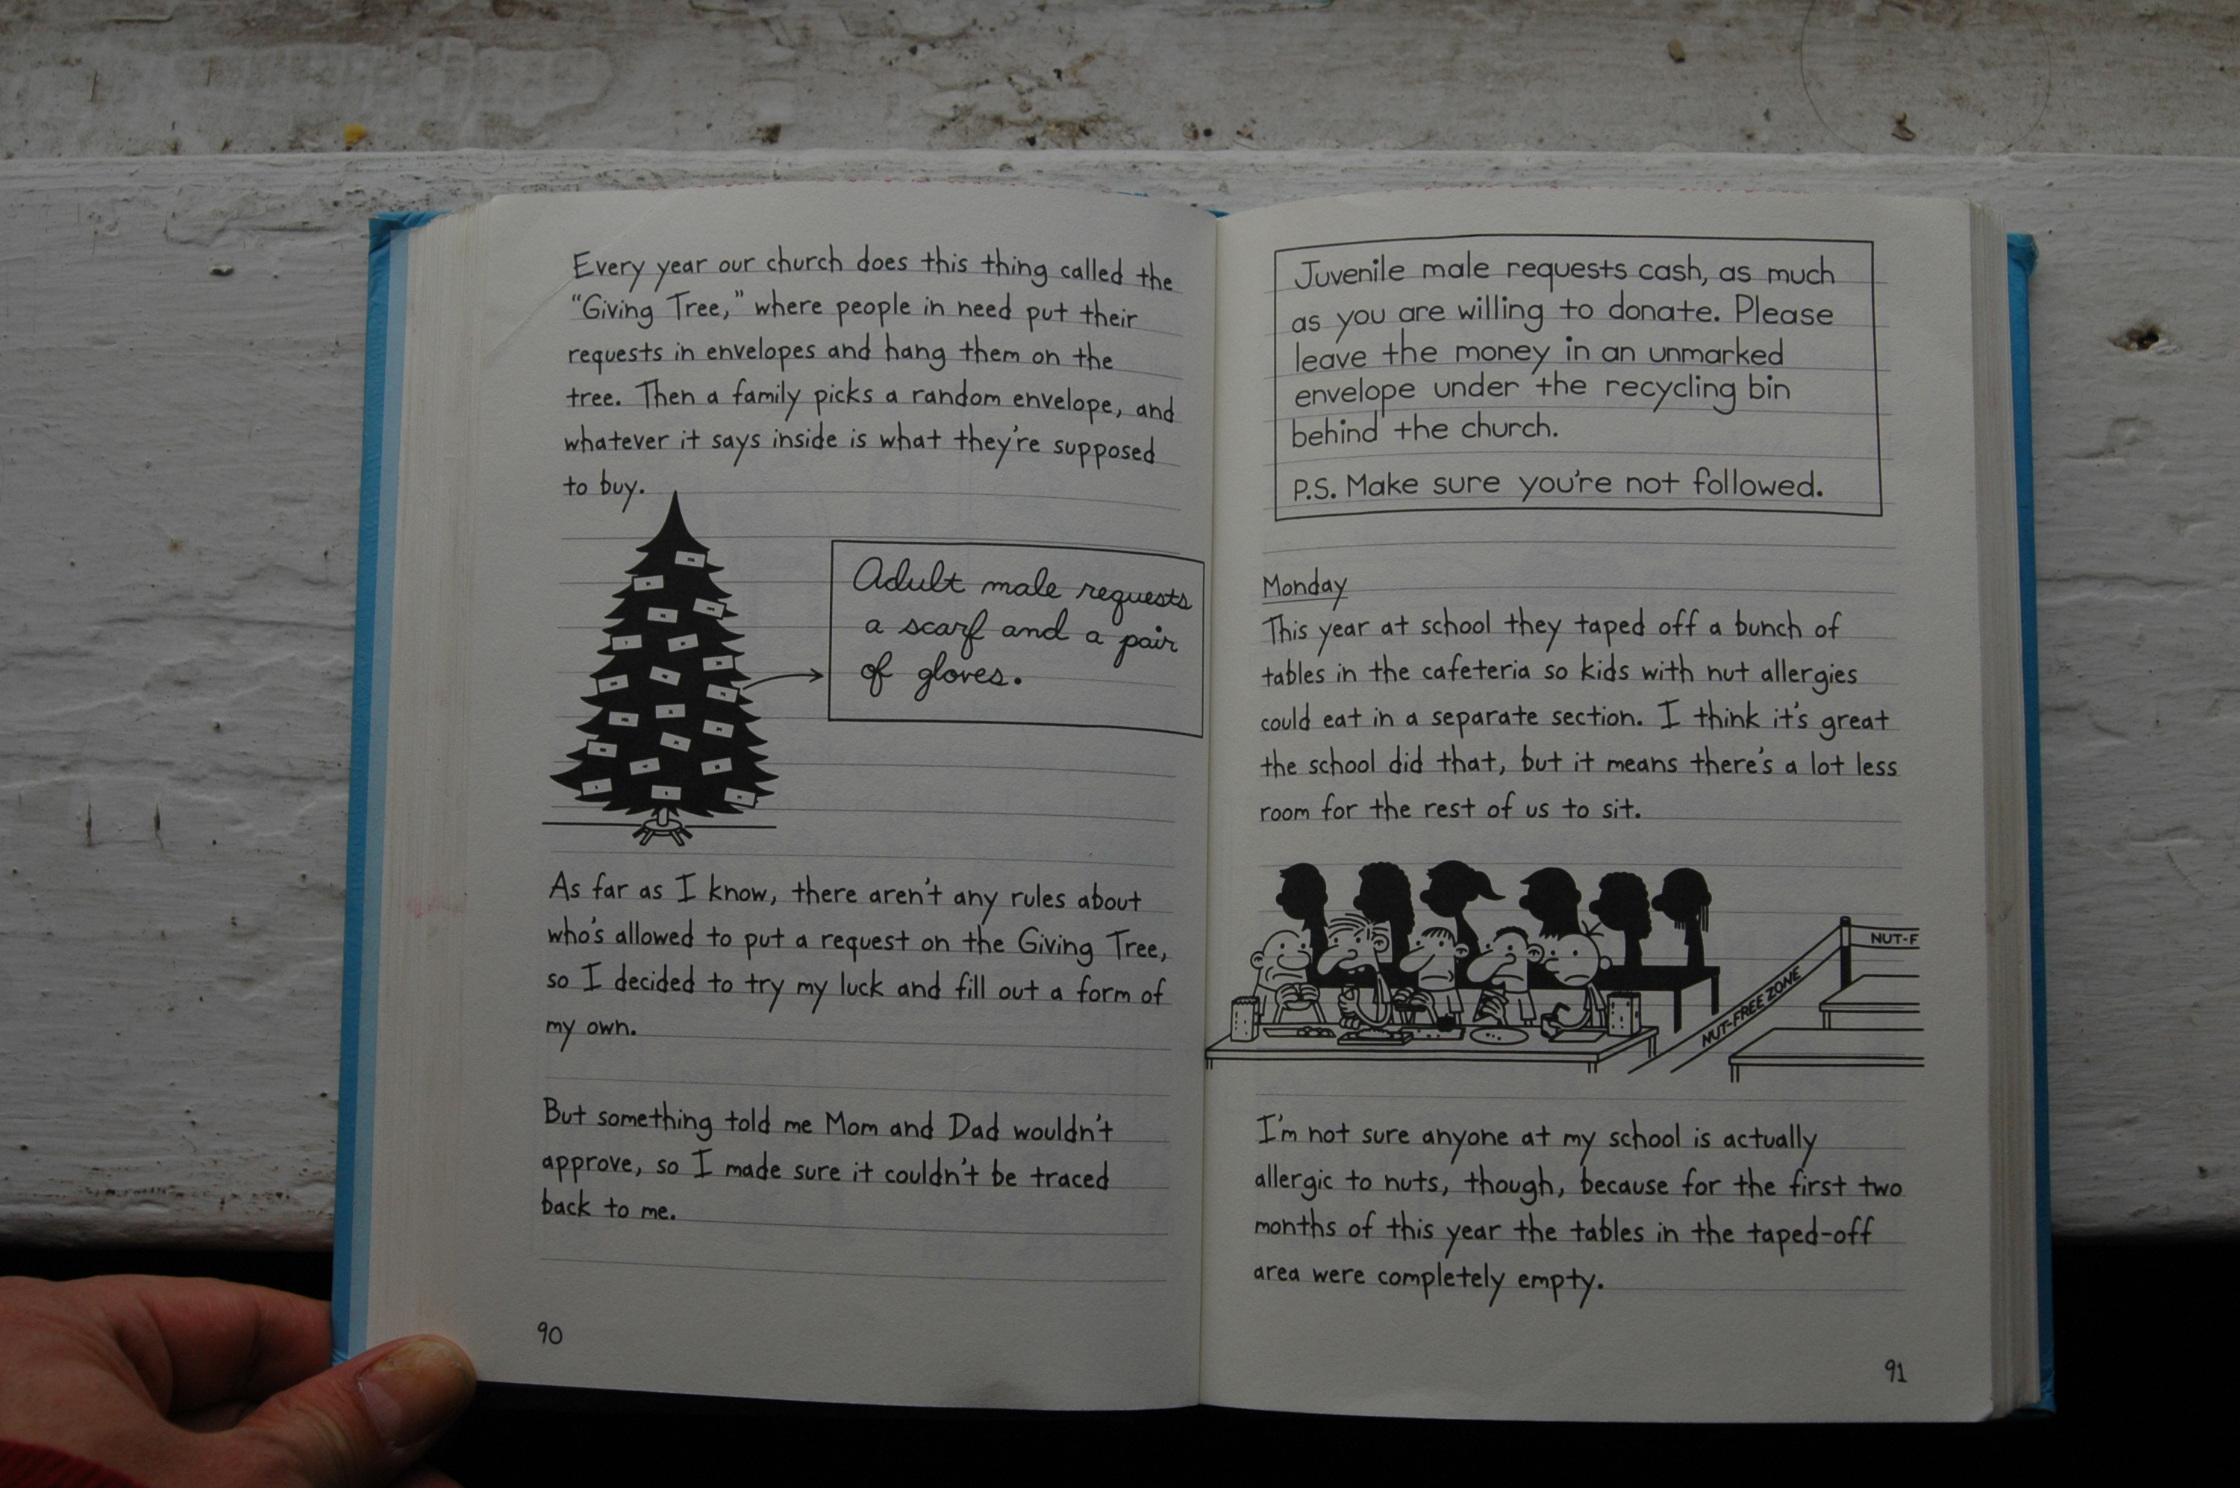 Every year our church does this thing called the
"Giving Tree," where people in need put their
requests in envelopes and hang them on the
tree. Then a family picks a random envelope, and
whatever it says inside is what they're supposed
to buy.
Adult male requests
a scarf and a pair
of gloves.
As far as I know, there aren't any rules about
who's allowed to put a request on the Giving Tree,
so I decided to try my luck and fill out a form of
my own.
But something told me Mom and Dad wouldn't
approve, so I made sure it couldn't be traced
back to me.
90
Juvenile male requests cash, as much
as you are willing to donate. Please
leave the money in an unmarked
envelope under the recycling bin
behind the church.
P.S. Make sure you're not followed.
Monday
This year at school they taped off a bunch of
tables in the cafeteria so kids with nut allergies
could eat in a separate section. I think it's great
the school did that, but it means there's a lot less
room for the rest of us to sit.
NUT-F
NUT-FREE ZONE
I'm not sure anyone at my school is actually
allergic to nuts, though, because for the first two
months of this year the tables in the taped-off
area were completely empty.
91